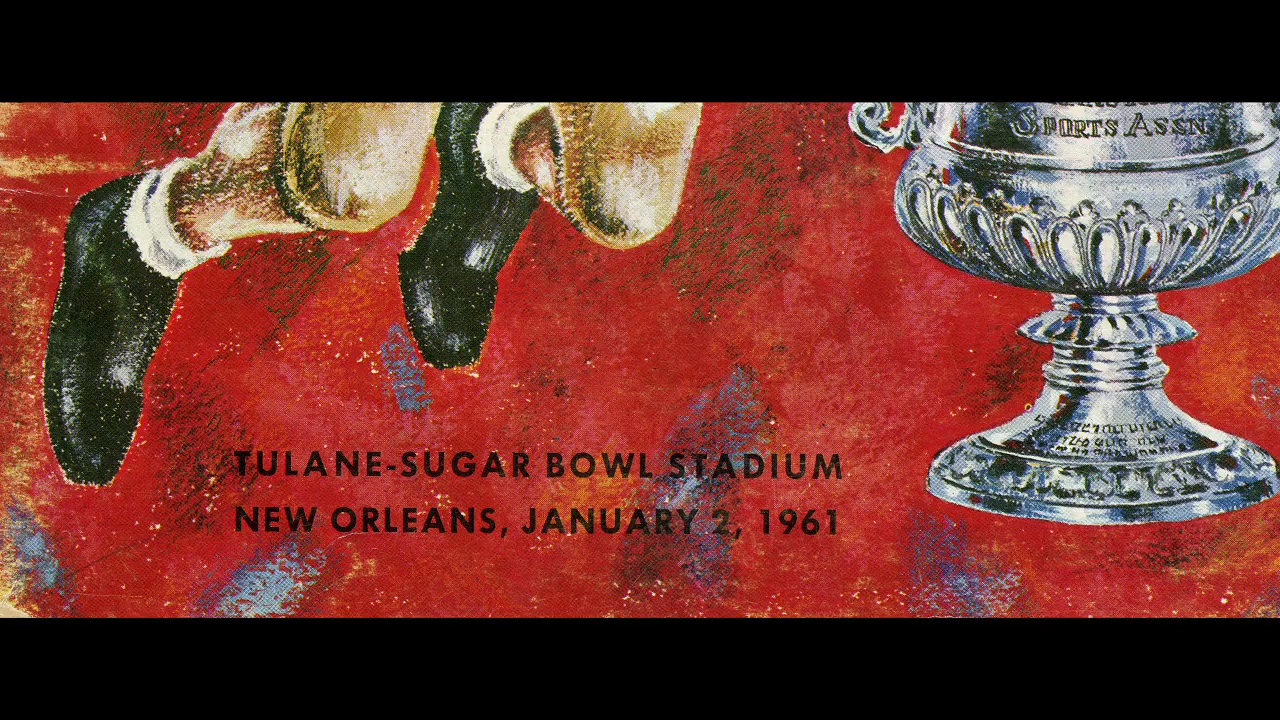 SPORTS ASSN.
TULANE-SUGAR BOWL STADIUM
NEW ORLEANS, JANUARY 2, 1961